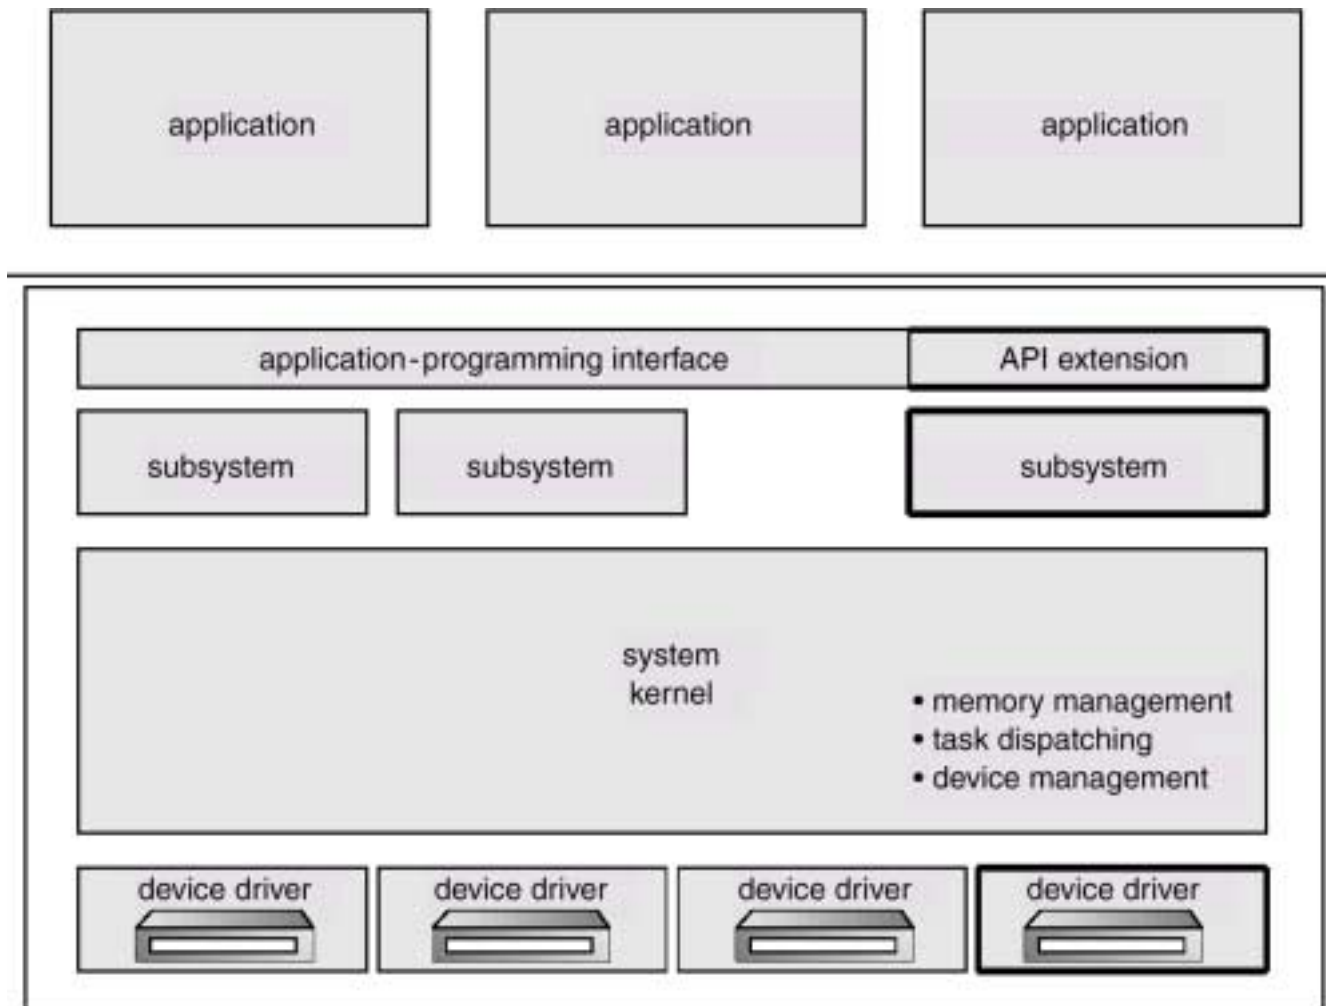 application
application
application
application-programming interface
API extension
subsystem
subsystem
subsystem
system
kernel
• memory management
• task dispatching
• device management
device driver
device driver
device driver
device driver